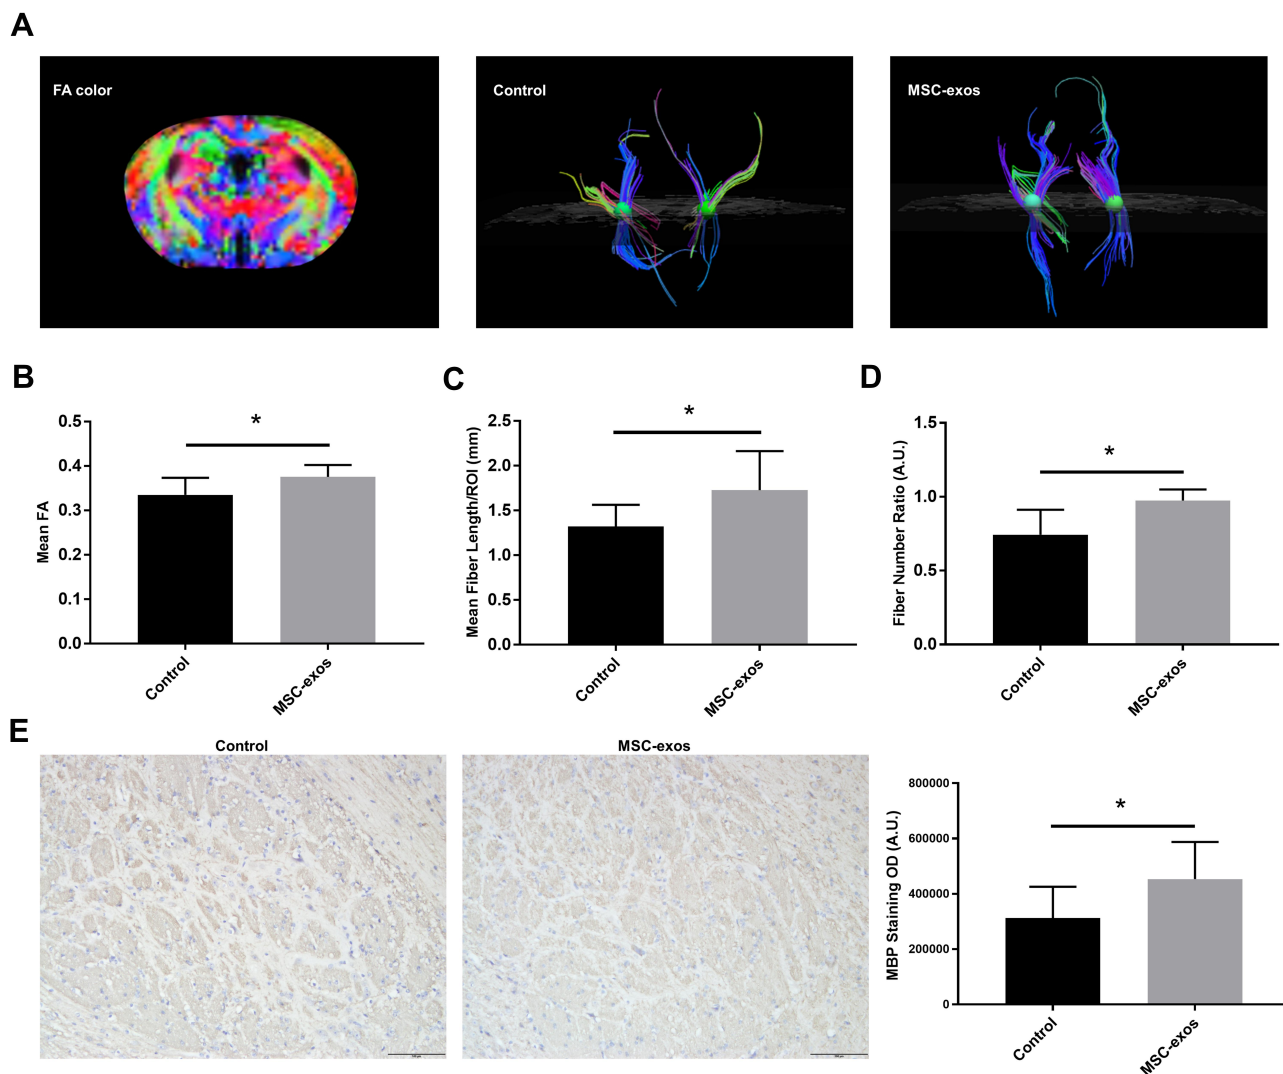 A
FA color
Control
MSC-exos
B
C
D
0.5
0.4
0.3
0.2
0.1
0.0
Mean FA
*
Control
MSC-exos
2.5
2.0
1.5
1.0
0.5
0.0
Mean Fiber Length/ROI (mm)
*
Control
MSC-exos
1.5
1.0
0.5
0.0
Fiber Number Ratio (A.U.)
*
Control
MSC-exos
E
Control
MSC-exos
800000
600000
400000
200000
0
MBP Staining OD (A.U.)
*
Control
MSC-exos